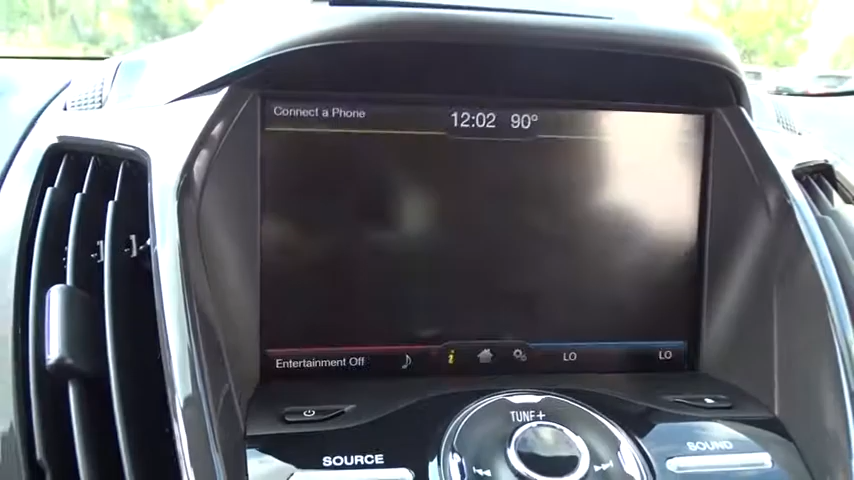 Connect a Phone 12:02 90°
Entertainment Off i LO LO
TUNE+
SOURCE SOUND